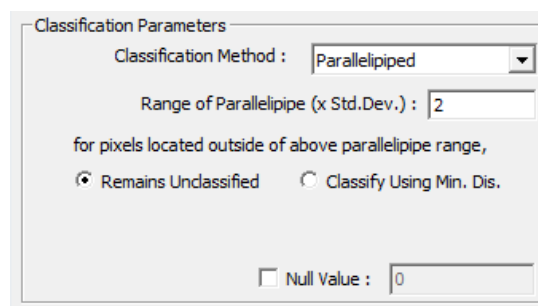 Classification Parameters
Classification Method : Parallelipiped
Range of Parallelipipe (x Std.Dev.) : 2
for pixels located outside of above parallelipipe range,
Remains Unclassified Classify Using Min. Dis.
Null Value : 0